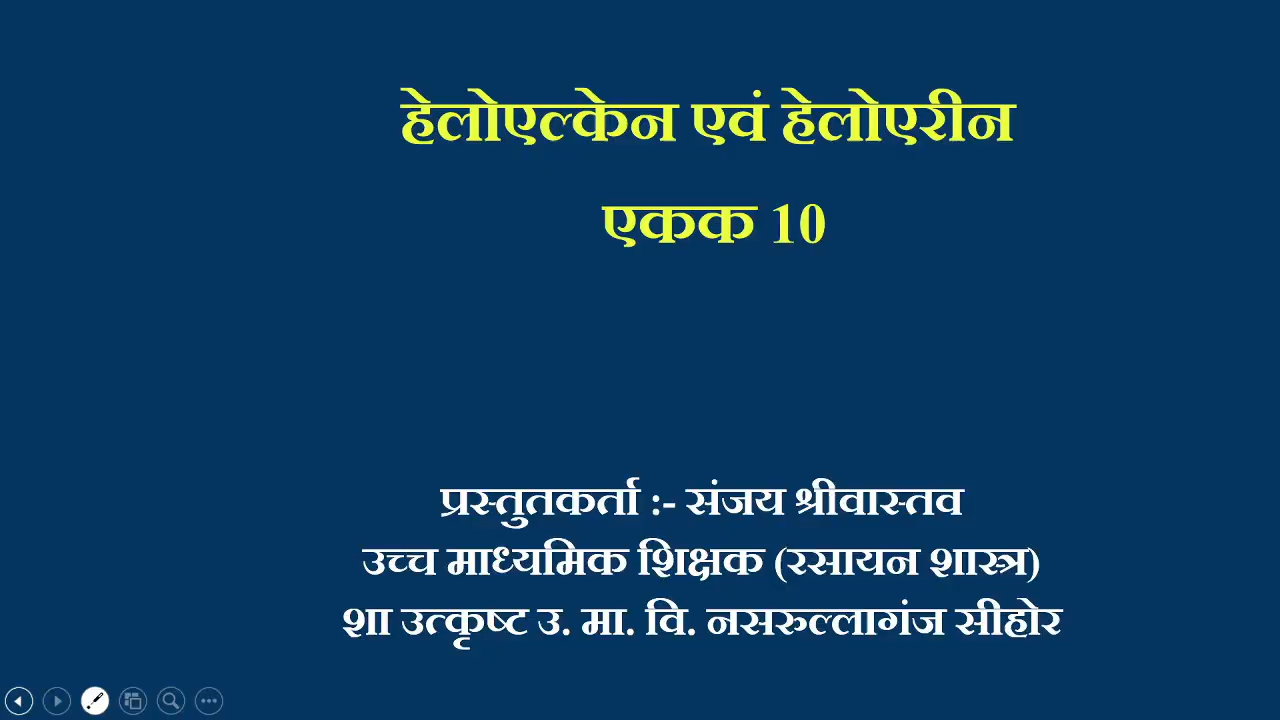 हेलोएल्केन एवं हेलोएरीन
एकक 10
प्रस्तुतकर्ता :- संजय श्रीवास्तव
उच्च माध्यमिक शिक्षक (रसायन शास्त्र)
शा उत्कृष्ट उ. मा. वि. नसरुल्लागंज सीहोर